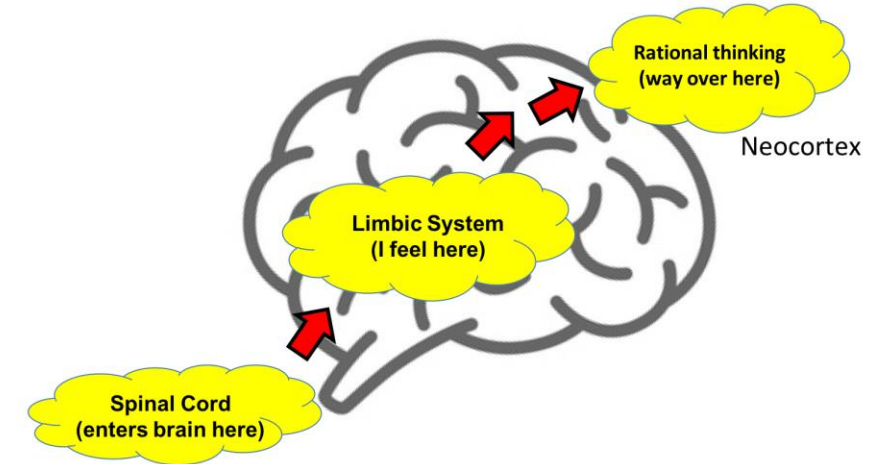 Rational thinking
(way over here)
Neocortex
Limbic System
(I feel here)
Spinal Cord
(enters brain here)